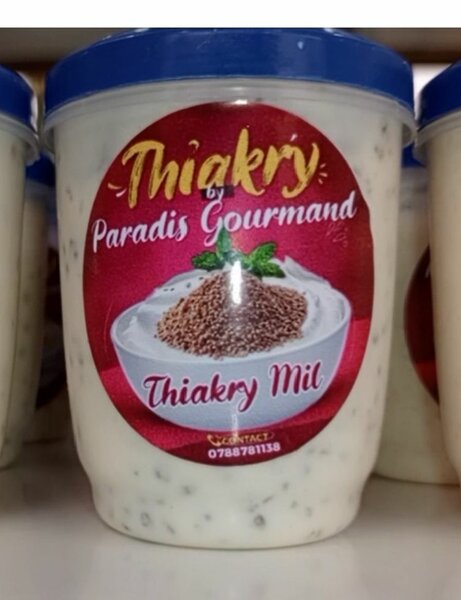 Thiakry
by
Paradis Gourmand
Thiakry Mil
CONTACT
0788781138